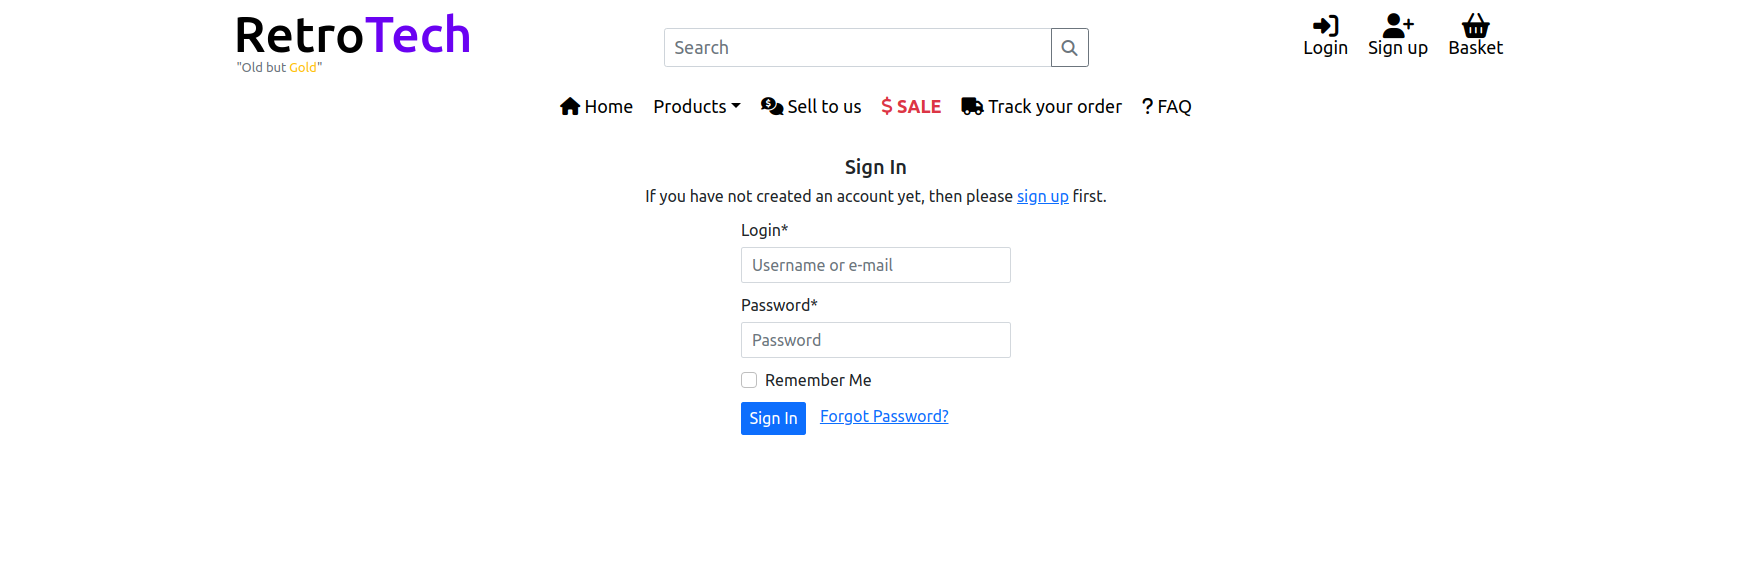 RetroTech
"Old but Gold"
Search
Login Sign up Basket
Home Products Sell to us $ SALE Track your order ? FAQ
Sign In
If you have not created an account yet, then please sign up first.
Login*
Username or e-mail
Password*
Password
Remember Me
Sign In Forgot Password?